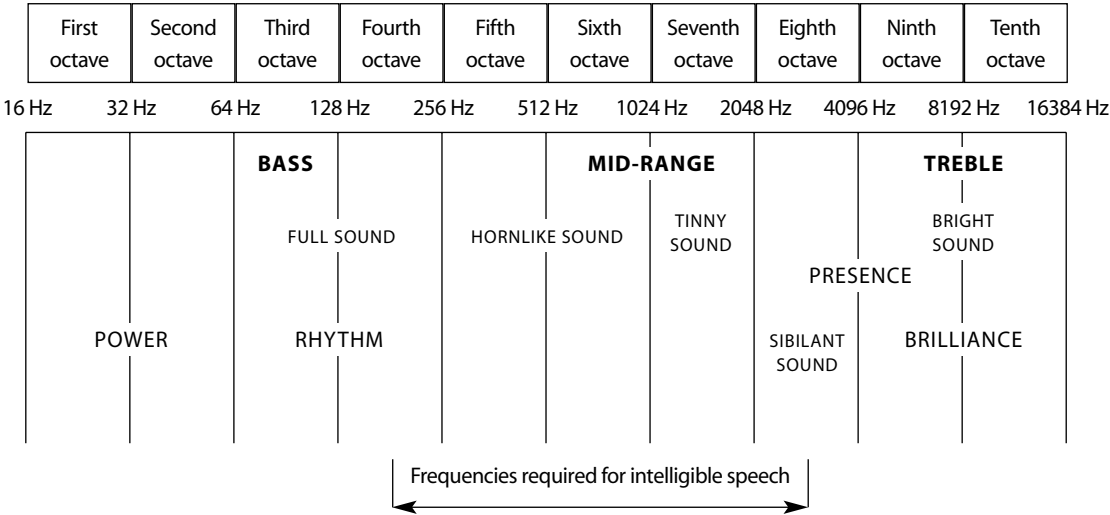 First Second Third Fourth Fifth Sixth Seventh Eighth Ninth Tenth
octave octave octave octave octave octave octave octave octave octave
16 Hz 32 Hz 64 Hz 128 Hz 256 Hz 512 Hz 1024 Hz 2048 Hz 4096 Hz 8192 Hz 16384 Hz
BASS MID-RANGE TREBLE
FULL SOUND HORNLIKE SOUND TINNY SOUND BRIGHT SOUND
PRESENCE
POWER RHYTHM SIBILANT SOUND BRILLIANCE
Frequencies required for intelligible speech